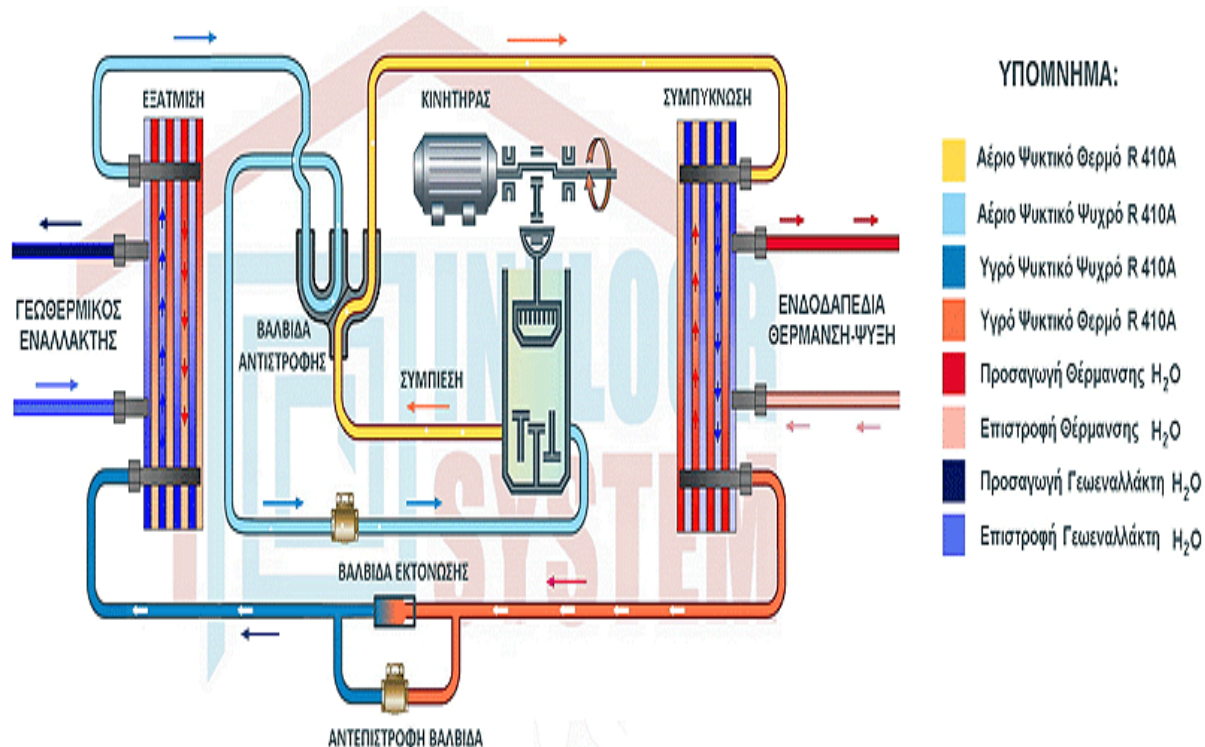 ΕΞΑΤΜΙΣΗ
ΚΙΝΗΤΗΡΑΣ
ΣΥΜΠΥΚΝΩΣΗ
ΓΕΩΘΕΡΜΙΚΟΣ
ΕΝΑΛΛΑΚΤΗΣ
ΒΑΛΒΙΔΑ
ΑΝΤΙΣΤΡΟΦΗΣ
ΣΥΜΠΙΕΣΗ
ΕΝΔΟΔΑΠΕΔΙΑ
ΘΕΡΜΑΝΣΗ-ΨΥΞΗ
ΒΑΛΒΙΔΑ ΕΚΤΟΝΩΣΗΣ
ΑΝΤΕΠΙΣΤΡΟΦΗ ΒΑΛΒΙΔΑ
ΥΠΟΜΝΗΜΑ:
Αέριο Ψυκτικό Θερμό R 410A
Αέριο Ψυκτικό Ψυχρό R 410A
Υγρό Ψυκτικό Ψυχρό R 410A
Υγρό Ψυκτικό Θερμό R 410A
Προσαγωγή Θέρμανσης H₂O
Επιστροφή Θέρμανσης H₂O
Προσαγωγή Γεωεναλλάκτη H₂O
Επιστροφή Γεωεναλλάκτη H₂O
SYSTEM